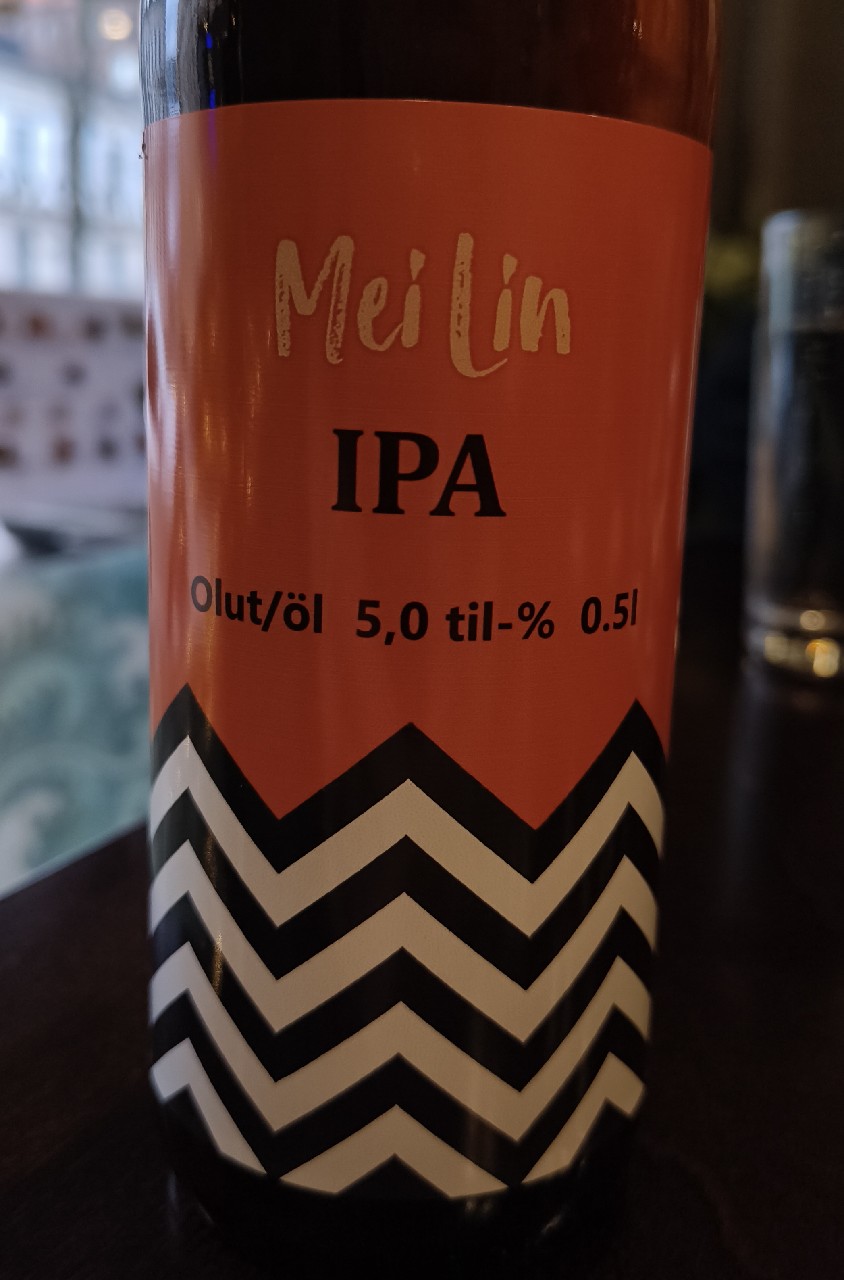 Mei Lin
IPA
Olut/öl 5,0 til-% 0.5l